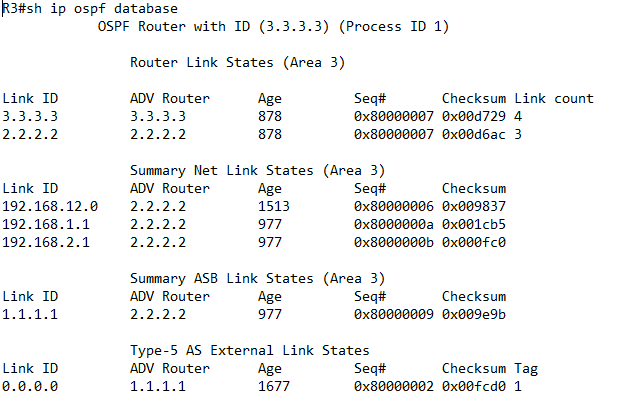 R3#sh ip ospf database
OSPF Router with ID (3.3.3.3) (Process ID 1)
Router Link States (Area 3)
Link ID ADV Router Age Seq# Checksum Link count
3.3.3.3 3.3.3.3 878 0x80000007 0x00d729 4
2.2.2.2 2.2.2.2 878 0x80000007 0x00d6ac 3
Summary Net Link States (Area 3)
Link ID ADV Router Age Seq# Checksum
192.168.12.0 2.2.2.2 1513 0x80000006 0x009837
192.168.1.1 2.2.2.2 977 0x8000000a 0x001cb5
192.168.2.1 2.2.2.2 977 0x8000000b 0x000fc0
Summary ASB Link States (Area 3)
Link ID ADV Router Age Seq# Checksum
1.1.1.1 2.2.2.2 977 0x80000009 0x009e9b
Type-5 AS External Link States
Link ID ADV Router Age Seq# Checksum Tag
0.0.0.0 1.1.1.1 1677 0x80000002 0x00fcd0 1